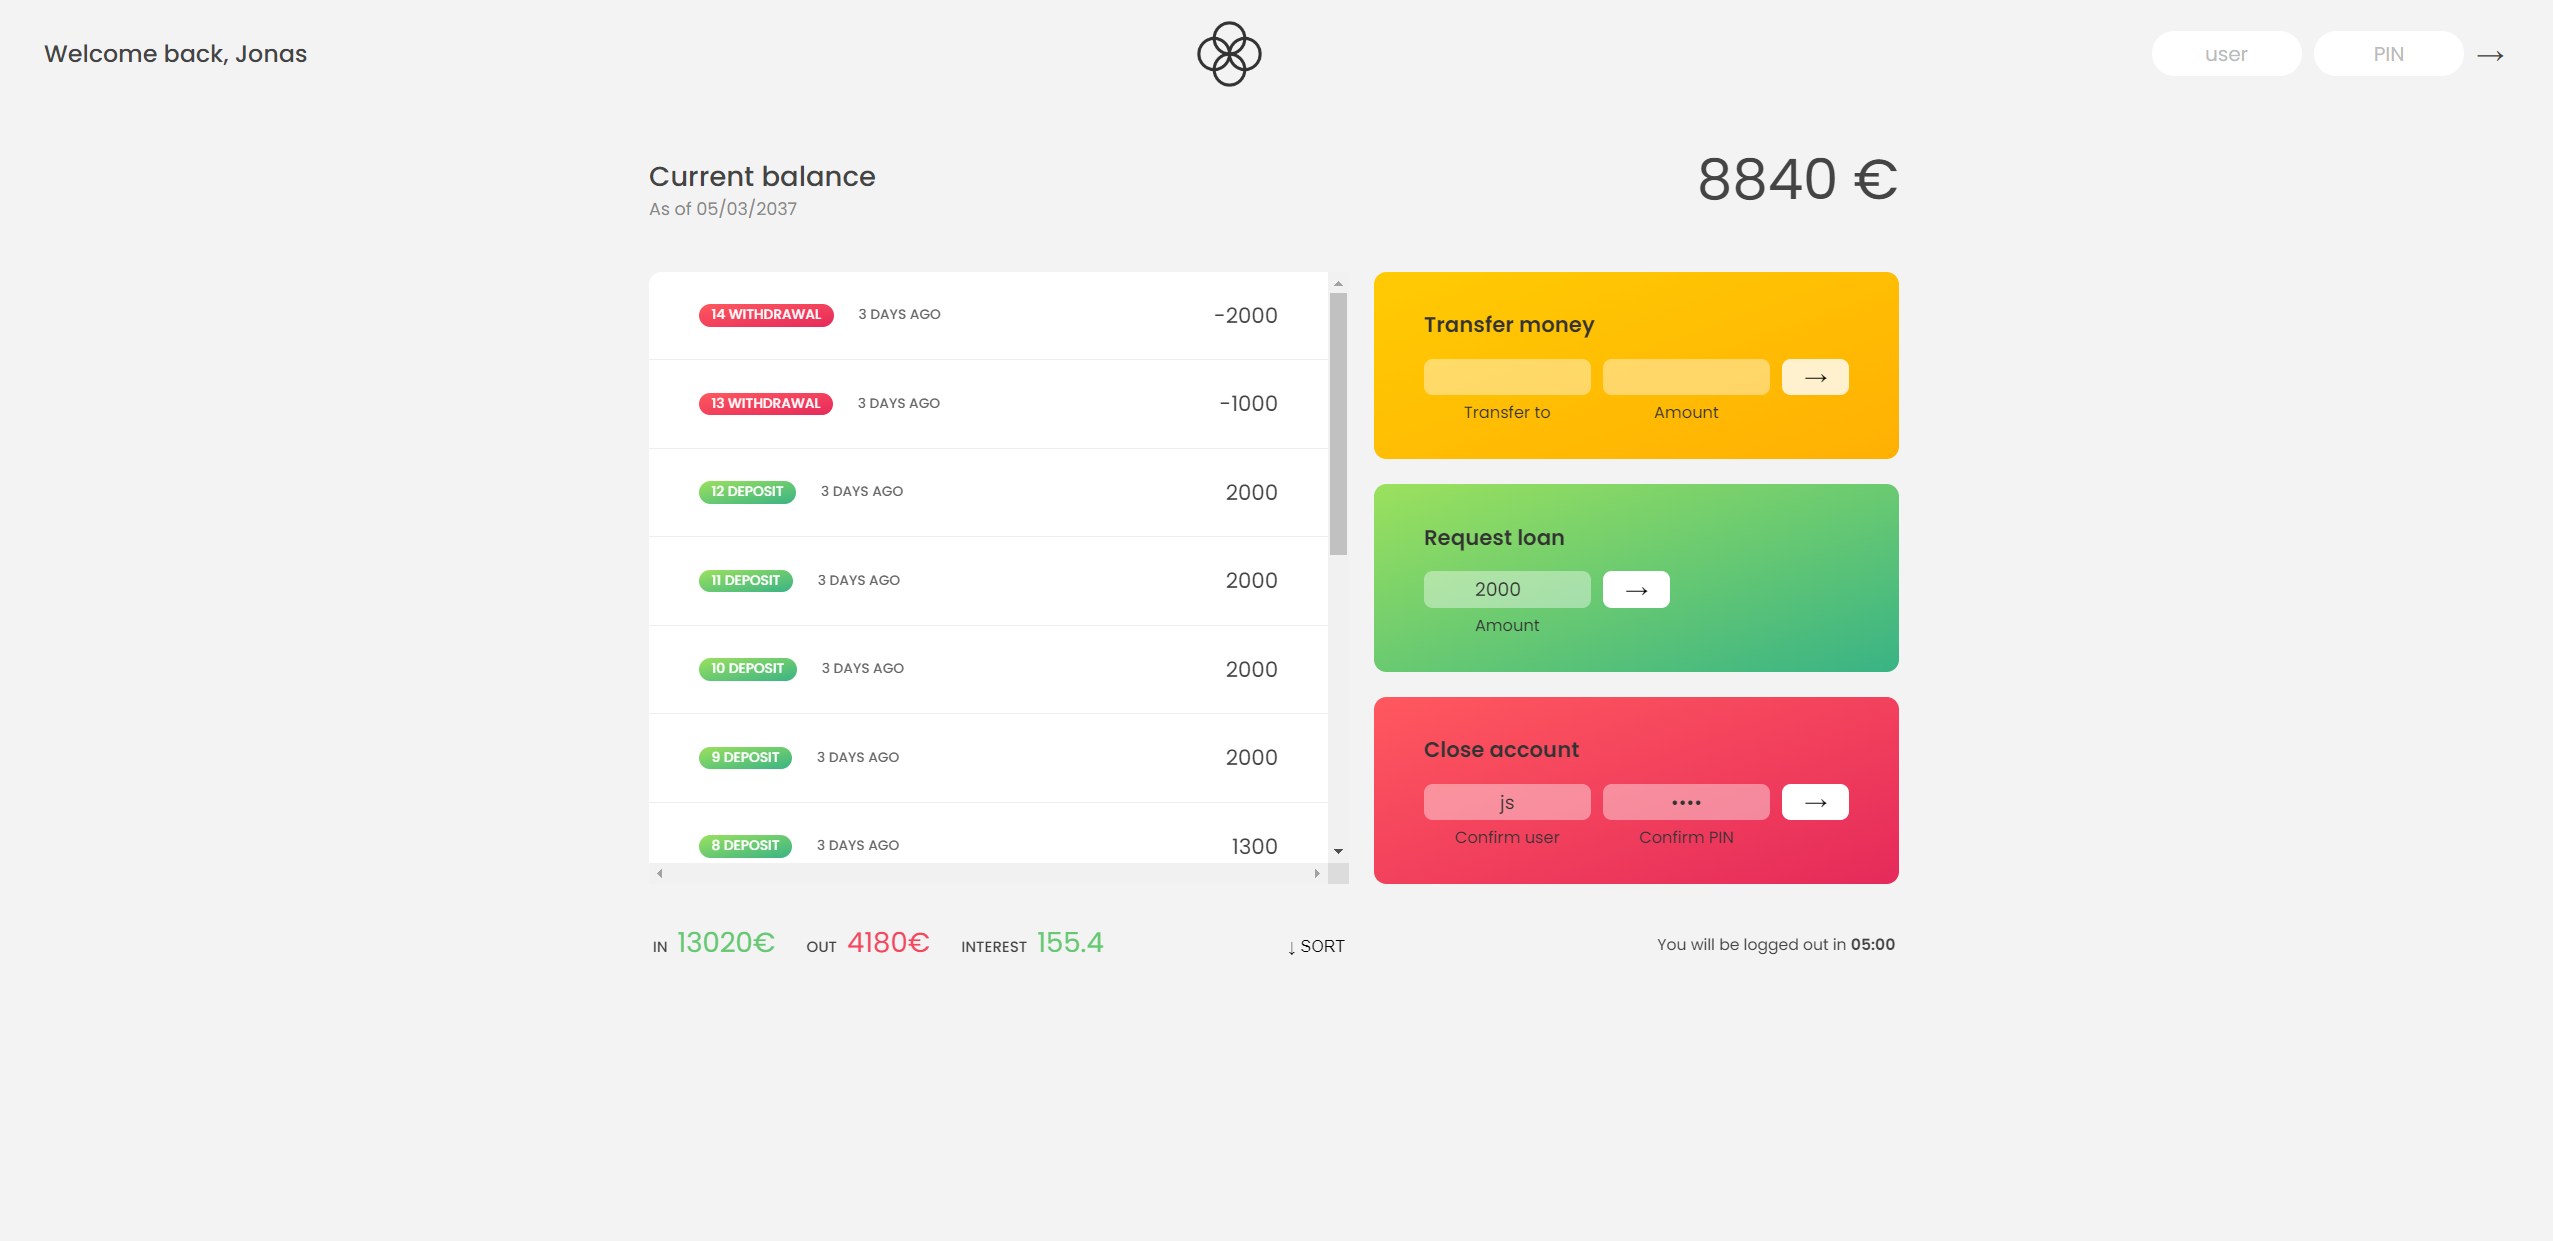 Welcome back, Jonas
user
PIN
→
Current balance
As of 05/03/2037
8840 €
14 WITHDRAWAL 3 DAYS AGO -2000
13 WITHDRAWAL 3 DAYS AGO -1000
12 DEPOSIT 3 DAYS AGO 2000
11 DEPOSIT 3 DAYS AGO 2000
10 DEPOSIT 3 DAYS AGO 2000
9 DEPOSIT 3 DAYS AGO 2000
8 DEPOSIT 3 DAYS AGO 1300
Transfer money
→
Transfer to Amount
Request loan
2000 →
Amount
Close account
js •••• →
Confirm user Confirm PIN
IN 13020€ OUT 4180€ INTEREST 155.4 ↓ SORT
You will be logged out in 05:00